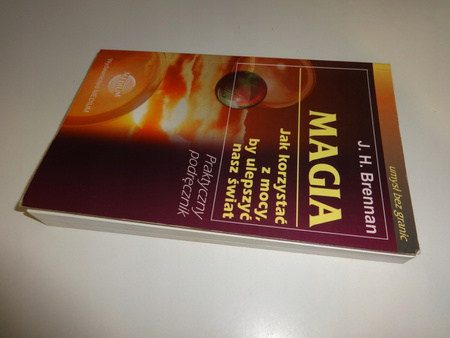 umysł bez granic
J. H. Brennan
MAGIA
Jak korzystać
z mocy,
by ulepszyć
nasz świat
Praktyczny
podręcznik